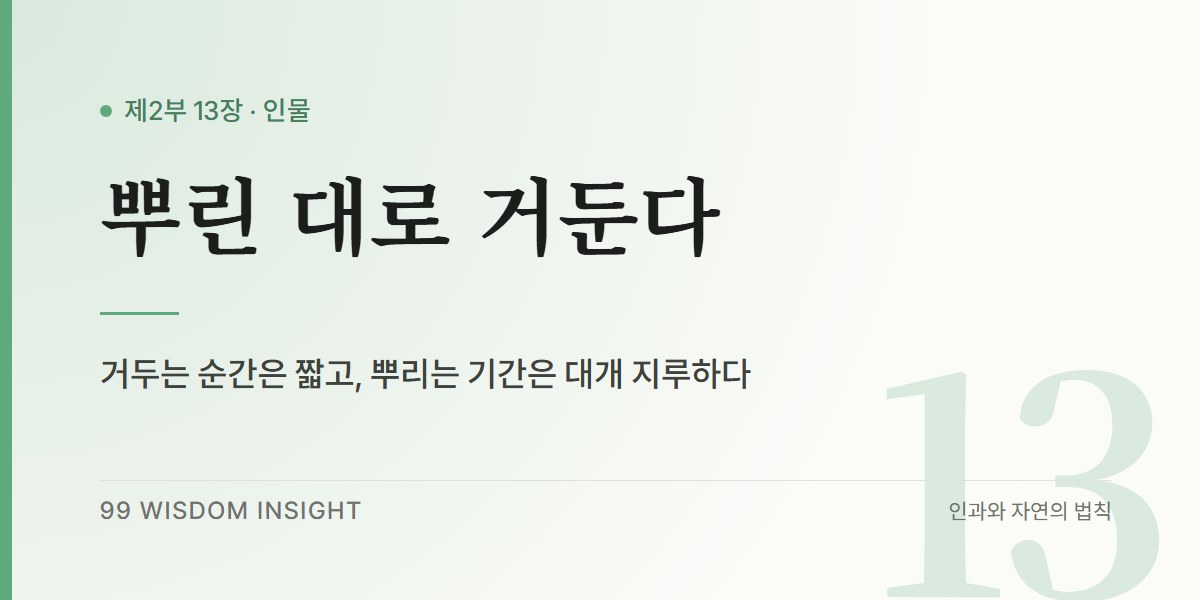 제2부 13장 · 인물
뿌린 대로 거둔다
거두는 순간은 짧고, 뿌리는 기간은 대개 지루하다
99 WISDOM INSIGHT
인과와 자연의 법칙
13